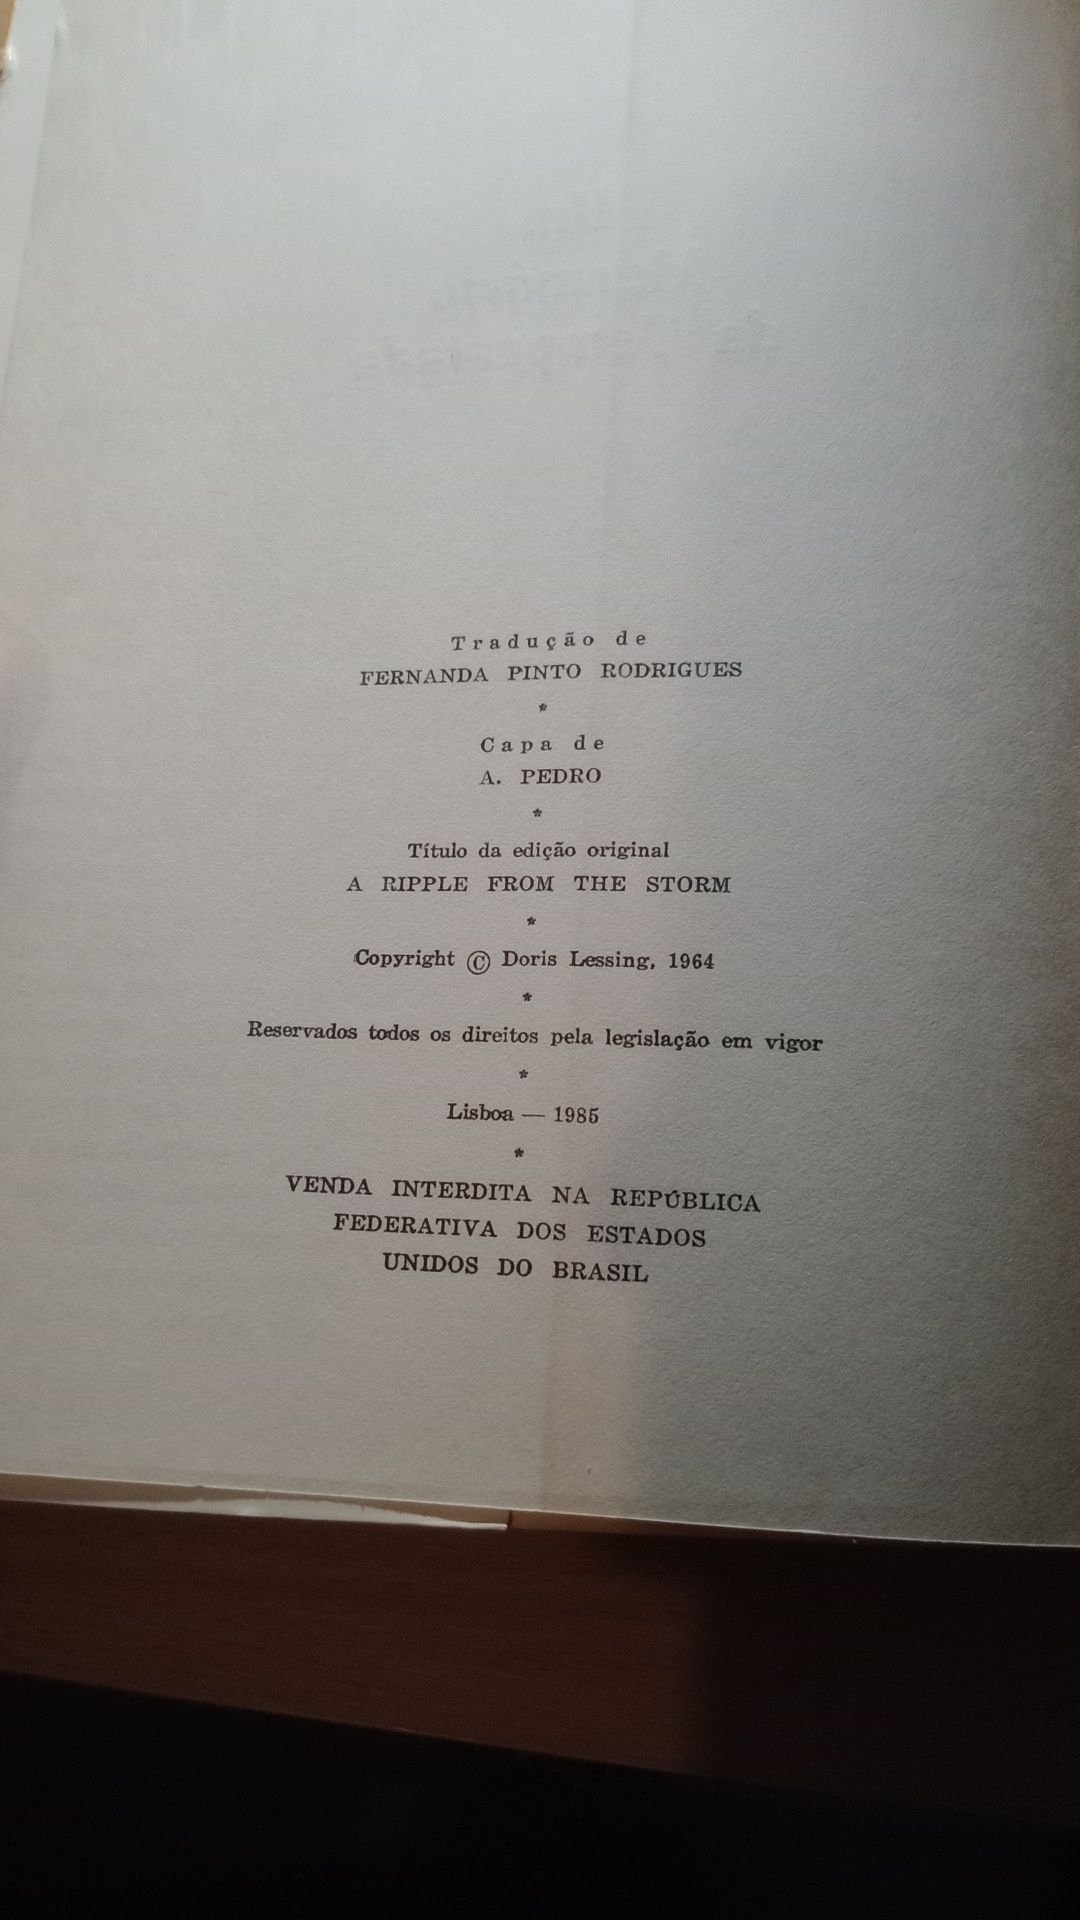 Tradução de
FERNANDA PINTO RODRIGUES
*
Capa de
A. PEDRO
*
Título da edição original
A RIPPLE FROM THE STORM
*
Copyright © Doris Lessing, 1964
*
Reservados todos os direitos pela legislação em vigor
*
Lisboa — 1985
*
VENDA INTERDITA NA REPÚBLICA
FEDERATIVA DOS ESTADOS
UNIDOS DO BRASIL